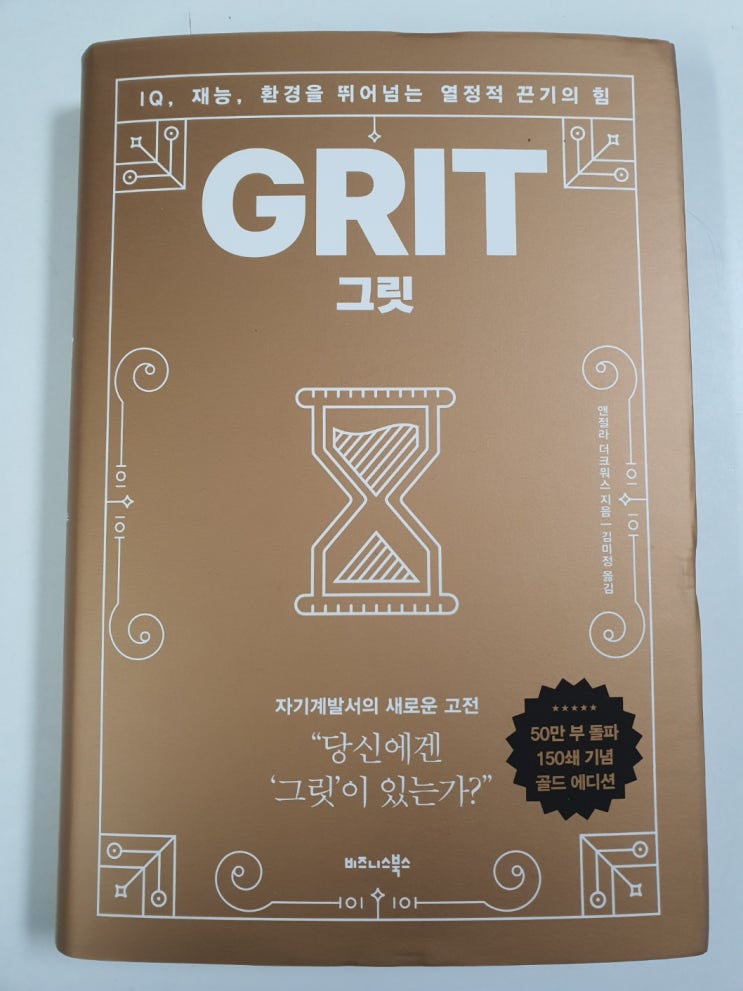 IQ, 재능, 환경을 뛰어넘는 열정적 끈기의 힘
GRIT
그릿
앤절라 더크워스 지음 | 김미정 옮김
자기계발서의 새로운 고전
“당신에겐
‘그릿’이 있는가?”
★★★★★
50만 부 돌파
150쇄 기념
골드 에디션
비즈니스북스